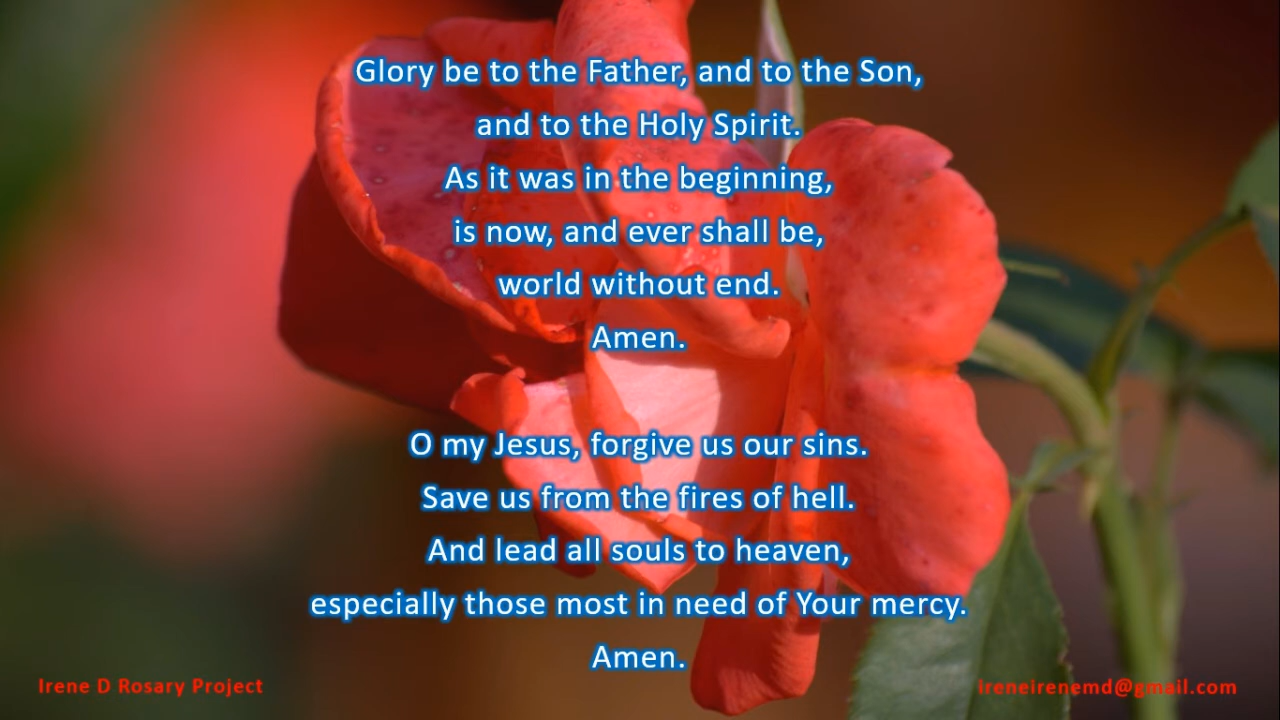 Glory be to the Father, and to the Son,
and to the Holy Spirit.
As it was in the beginning,
is now, and ever shall be,
world without end.
Amen.
O my Jesus, forgive us our sins.
Save us from the fires of hell.
And lead all souls to heaven,
especially those most in need of Your mercy.
Amen.
Irene D Rosary Project
Ireneirenemd@gmail.com